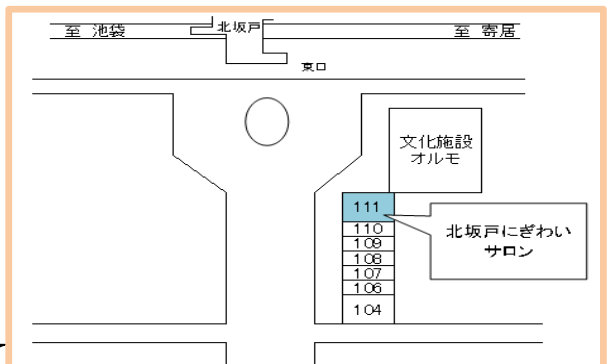 至 池袋
北坂戸
至 寄居
東口
文化施設
オルモ
111
110
109
108
107
106
104
北坂戸にぎわい
サロン